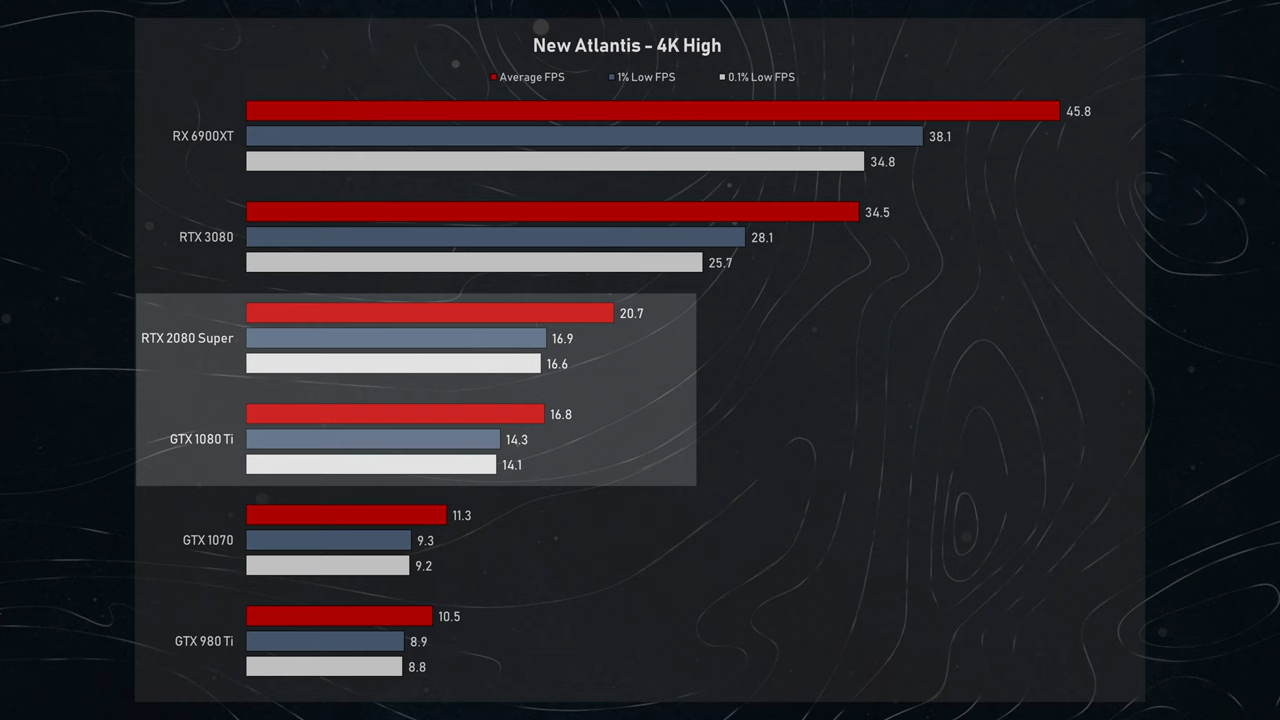 New Atlantis - 4K High
Average FPS 1% Low FPS 0.1% Low FPS
45.8
RX 6900XT 38.1
34.8
34.5
RTX 3080 28.1
25.7
20.7
RTX 2080 Super 16.9
16.6
16.8
GTX 1080 Ti 14.3
14.1
11.3
GTX 1070 9.3
9.2
10.5
GTX 980 Ti 8.9
8.8